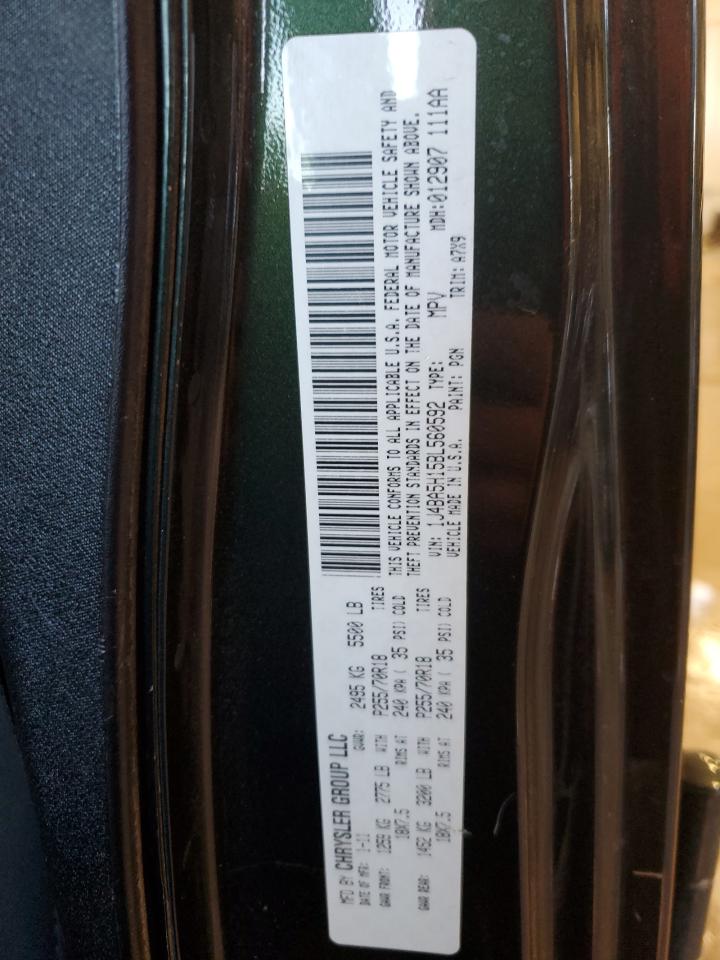 MFD BY CHRYSLER GROUP LLC
DATE OF MFR: 1-11 GVWR: 2495 KG 5500 LB
GAWR FRONT: 1259 KG 2775 LB WITH P255/70R18 TIRES
18X7.5 RIMS AT 240 KPA ( 35 PSI) COLD
GAWR REAR: 1452 KG 3200 LB WITH P255/70R18 TIRES
18X7.5 RIMS AT 240 KPA ( 35 PSI) COLD
THIS VEHICLE CONFORMS TO ALL APPLICABLE U.S.A. FEDERAL MOTOR VEHICLE SAFETY AND
THEFT PREVENTION STANDARDS IN EFFECT ON THE DATE OF MANUFACTURE SHOWN ABOVE.
VIN: 1J4BA5H15BL560592 TYPE: MPV MDH:012907 111AA
VEHICLE MADE IN U.S.A. PAINT: PGN TRIM: A7X9